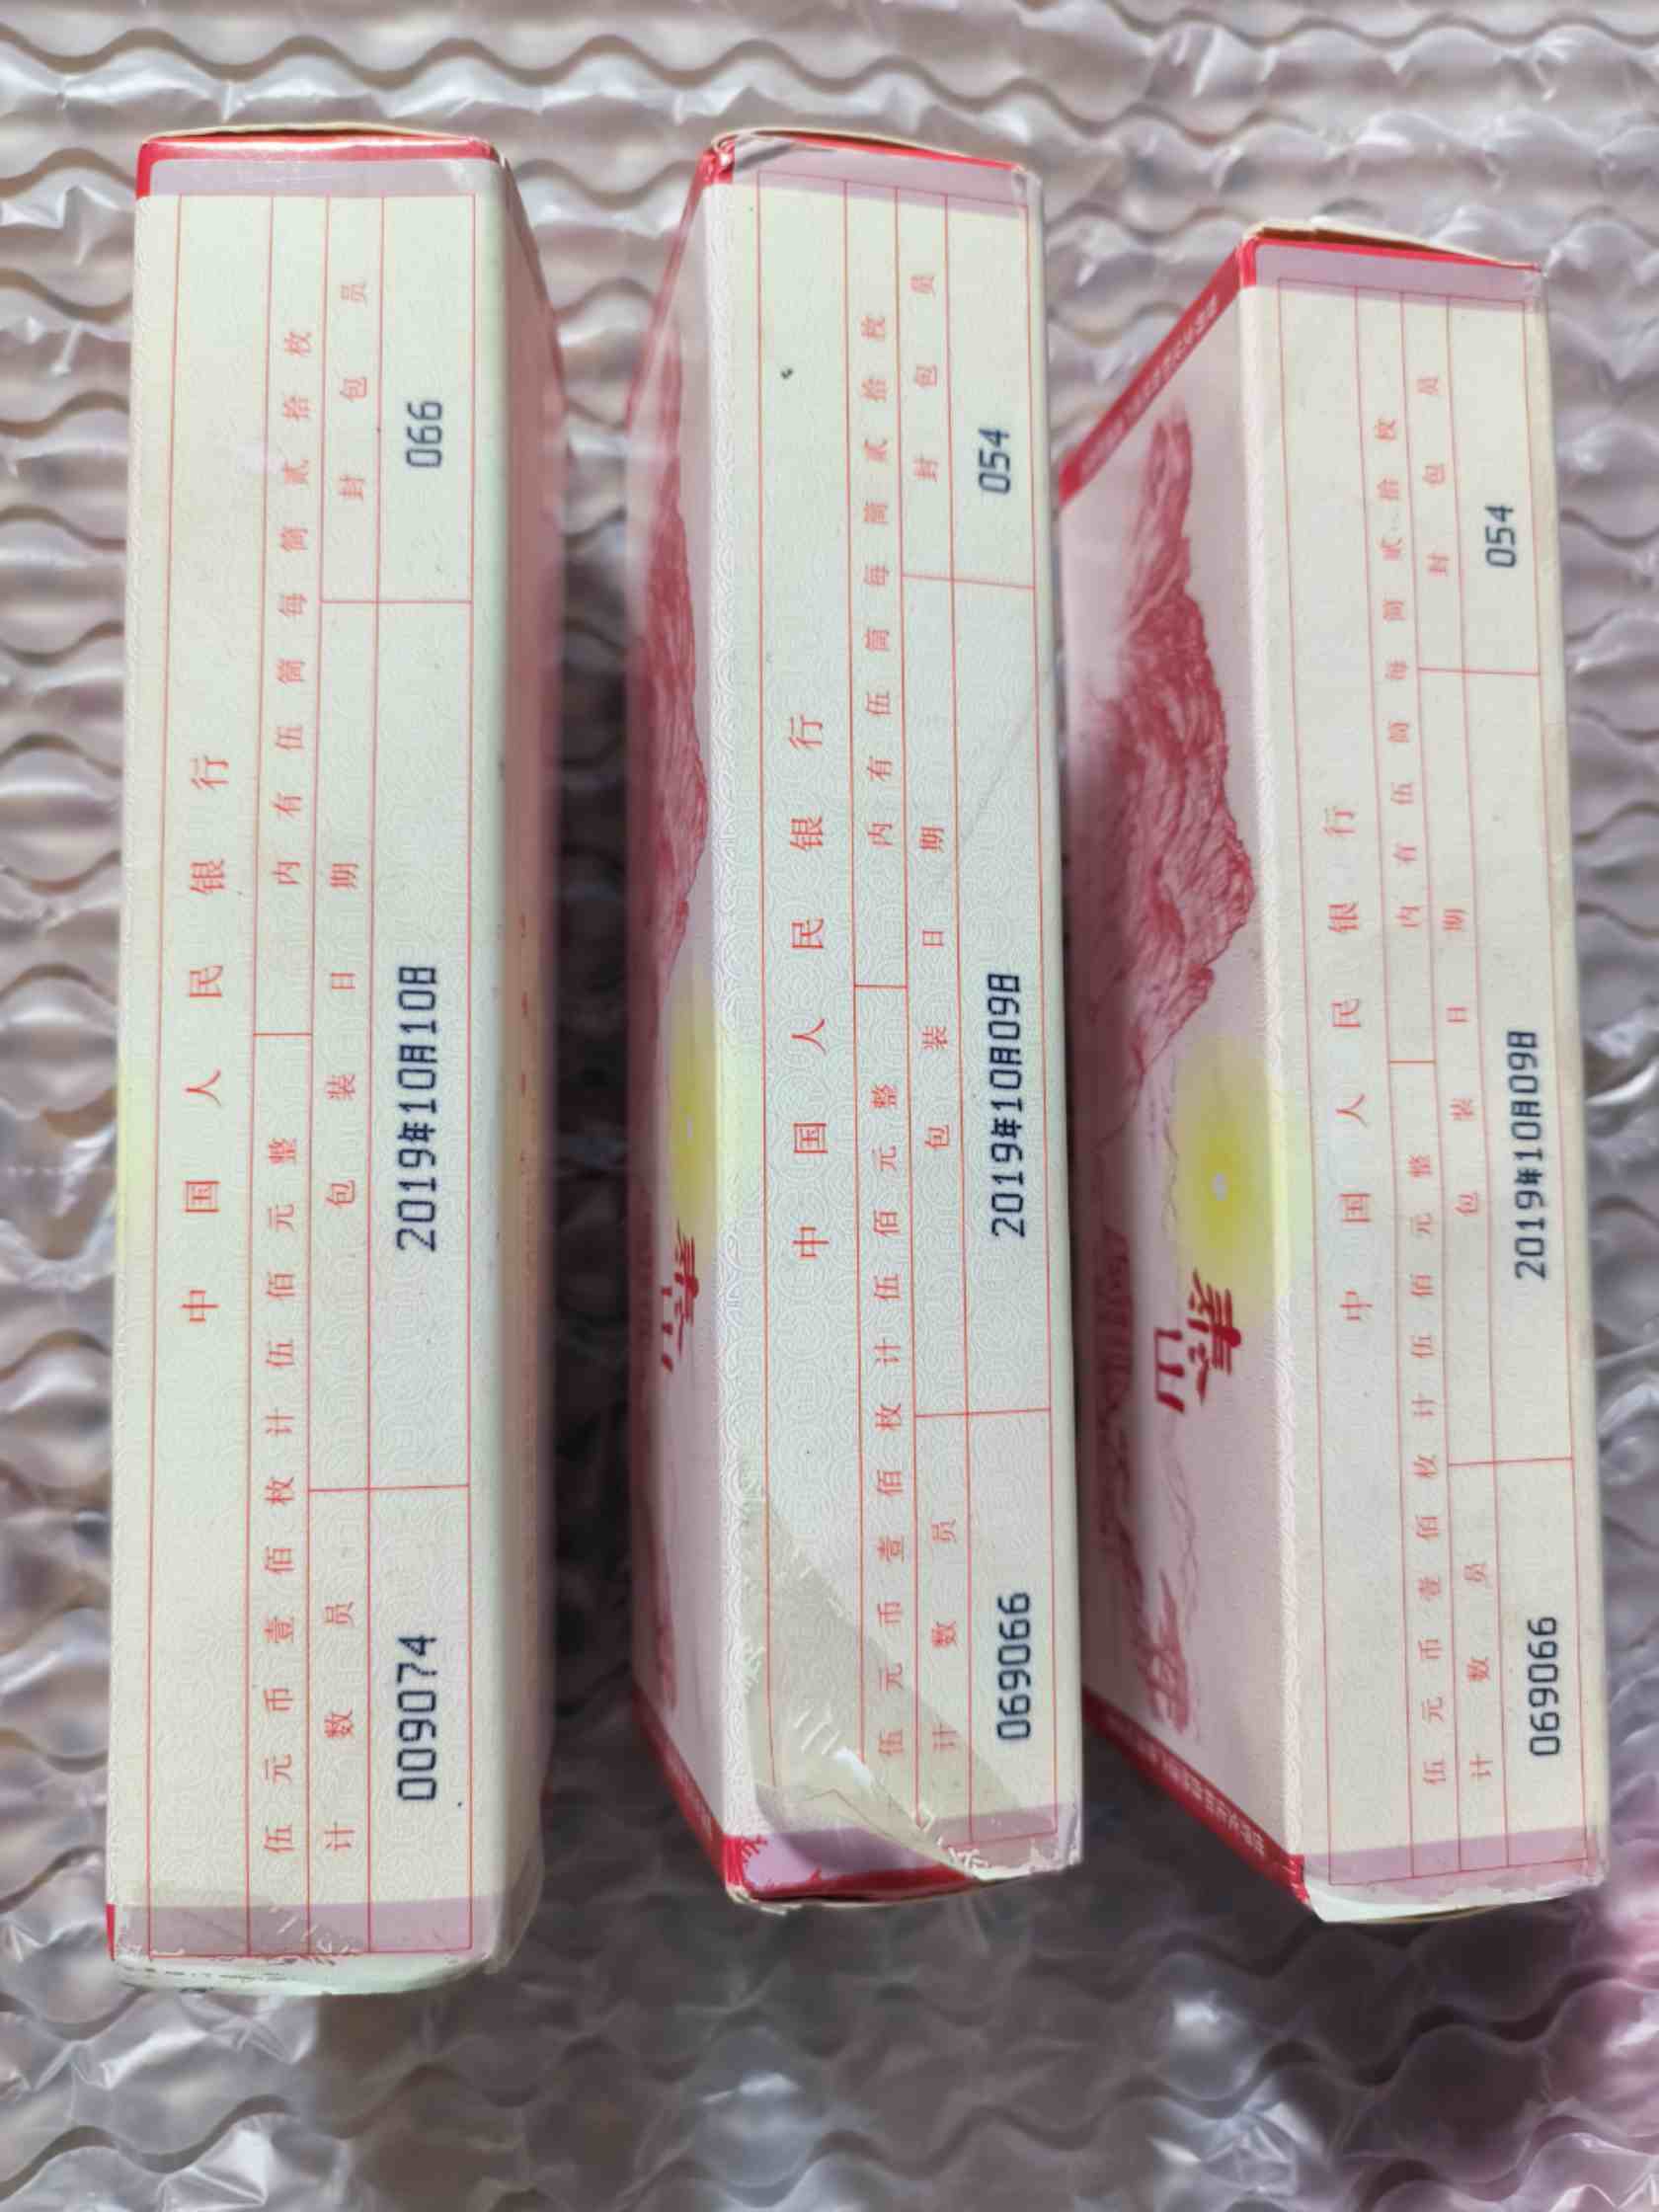 中国人民银行
伍元币壹佰枚计伍佰元整 内有伍筒每筒贰拾枚
计数员 包装日期 封包员
009074 2019年10月10日 066
泰山
中国人民银行
伍元币壹佰枚计伍佰元整 内有伍筒每筒贰拾枚
计数员 包装日期 封包员
069066 2019年10月09日 054
泰山
中国人民银行
伍元币壹佰枚计伍佰元整 内有伍筒每筒贰拾枚
计数员 包装日期 封包员
069066 2019年10月09日 054